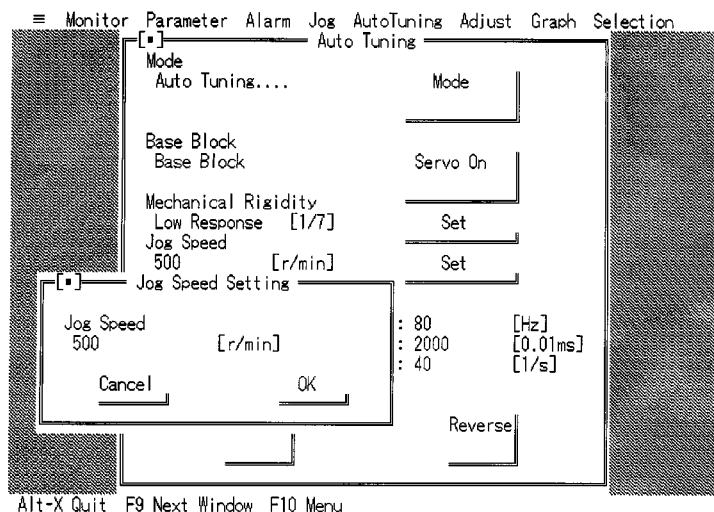 ≡ Monitor Parameter Alarm Jog AutoTuning Adjust Graph Selection
[▪] Auto Tuning
Mode
Auto Tuning.... Mode
Base Block
Base Block Servo On
Mechanical Rigidity
Low Response [1/7] Set
Jog Speed
500 [r/min] Set
[▪] Jog Speed Setting
Jog Speed
500 [r/min]
Cancel OK
: 80 [Hz]
: 2000 [0.01ms]
: 40 [1/s]
Reverse
Alt-X Quit F9 Next Window F10 Menu